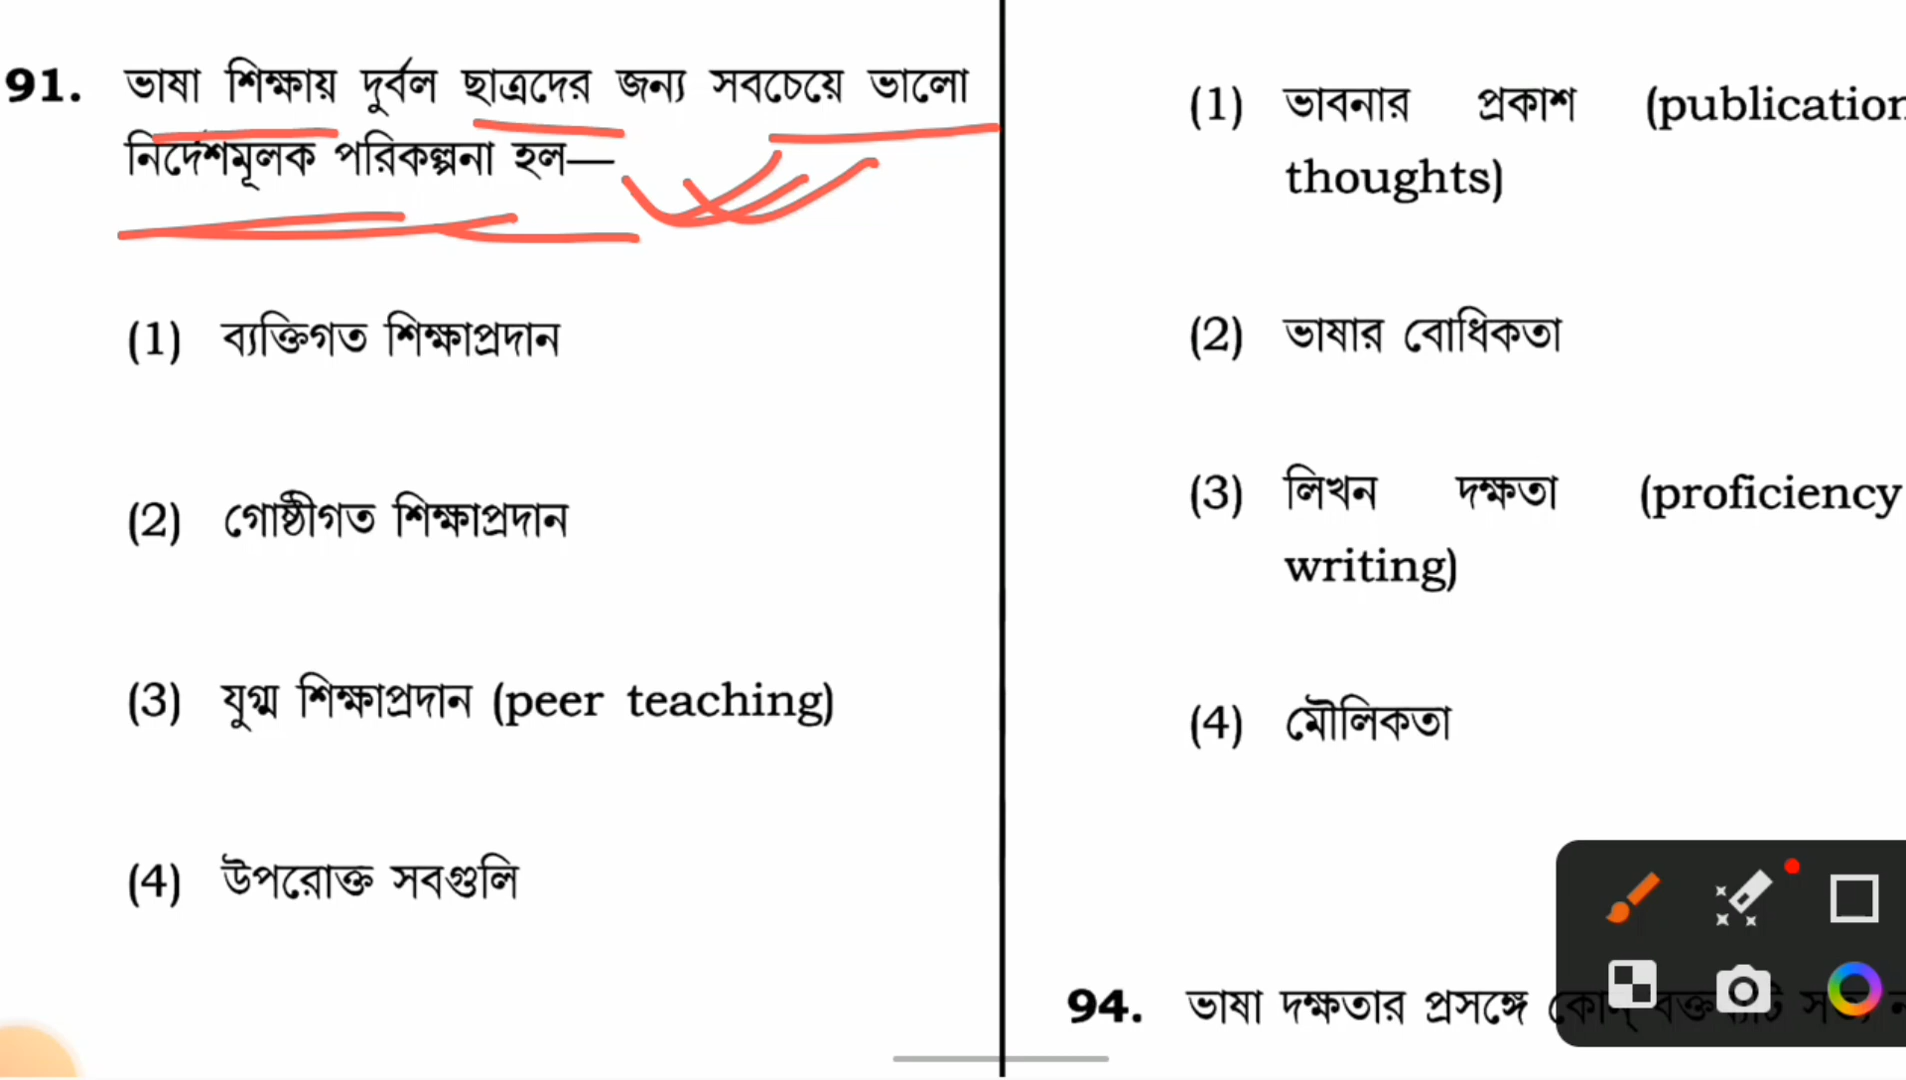 91. ভাষা শিক্ষায় দুর্বল ছাত্রদের জন্য সবচেয়ে ভালো
নির্দেশমূলক পরিকল্পনা হল—
(1) ব্যক্তিগত শিক্ষাপ্রদান
(2) গোষ্ঠীগত শিক্ষাপ্রদান
(3) যুগ্ম শিক্ষাপ্রদান (peer teaching)
(4) উপরোক্ত সবগুলি
(1) ভাবনার প্রকাশ (publication
thoughts)
(2) ভাষার বোধিকতা
(3) লিখন দক্ষতা (proficiency
writing)
(4) মৌলিকতা
94. ভাষা দক্ষতার প্রসঙ্গে কোন্